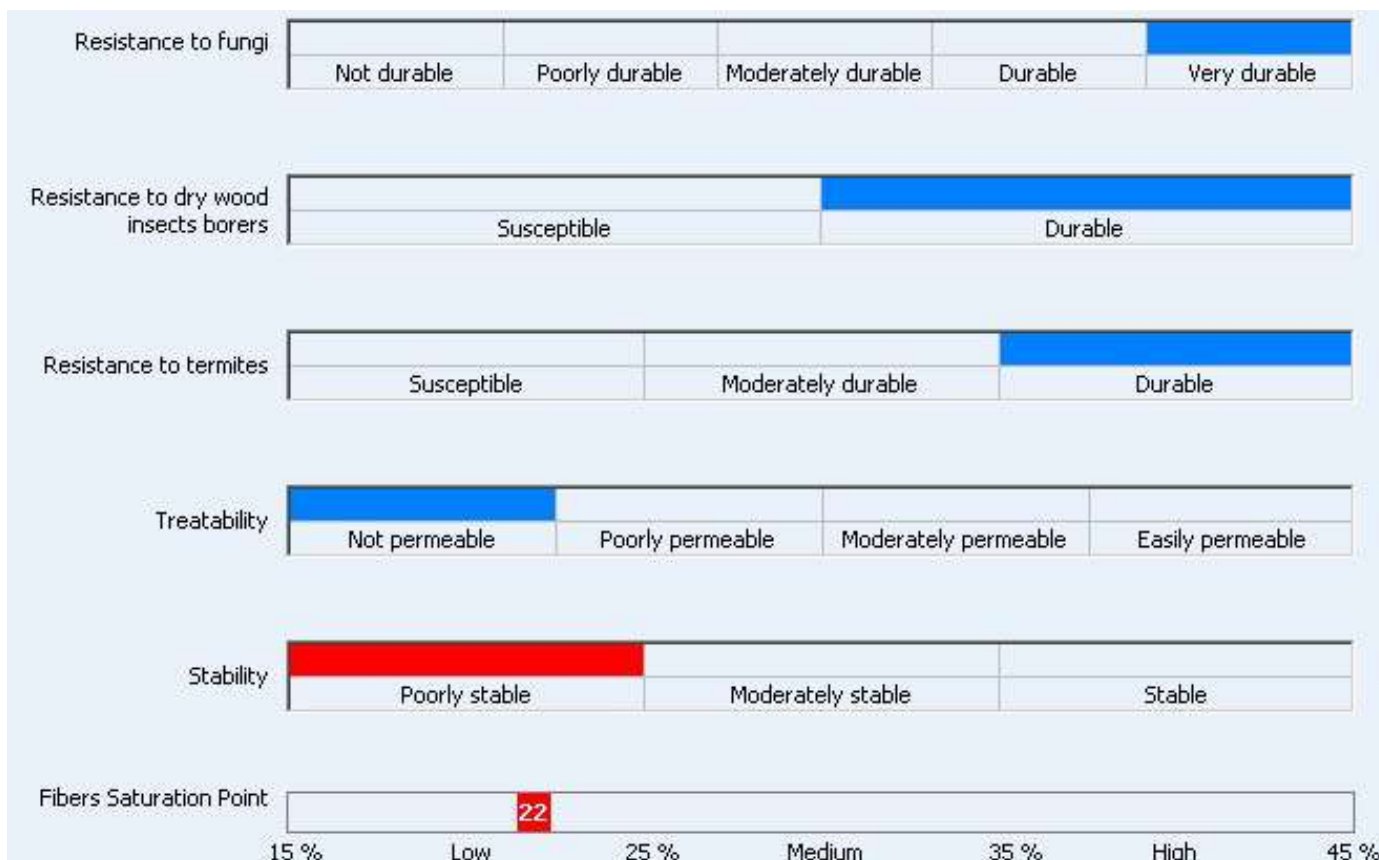 Resistance to fungi
Not durable Poorly durable Moderately durable Durable Very durable
Resistance to dry wood
insects borers
Susceptible Durable
Resistance to termites
Susceptible Moderately durable Durable
Treatability
Not permeable Poorly permeable Moderately permeable Easily permeable
Stability
Poorly stable Moderately stable Stable
Fibers Saturation Point
22
15 % Low 25 % Medium 35 % High 45 %